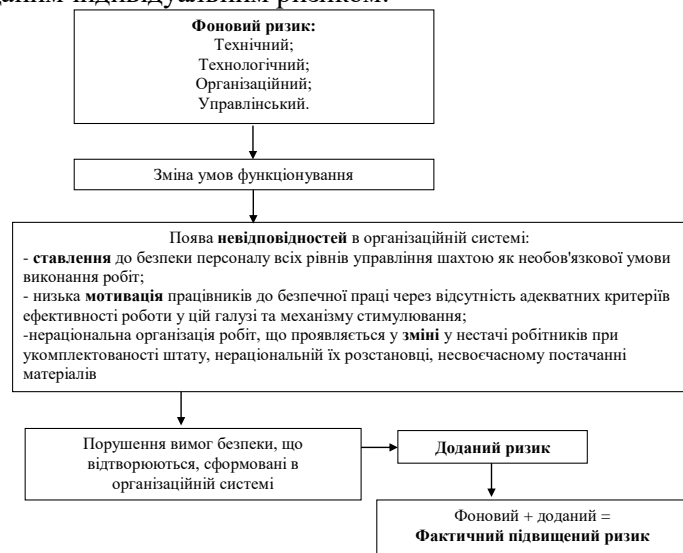 індивідуальним ризиком.
Фоновий ризик:
Технічний;
Технологічний;
Організаційний;
Управлінський.
Зміна умов функціонування
Поява невідповідностей в організаційній системі:
- ставлення до безпеки персоналу всіх рівнів управління шахтою як необов'язкової умови
виконання робіт;
- низька мотивація працівників до безпечної праці через відсутність адекватних критеріїв
ефективності роботи у цій галузі та механізму стимулювання;
-нераціональна організація робіт, що проявляється у зміні у нестачі робітників при
укомплектованості штату, нераціональній їх розстановці, несвоєчасному постачанні
матеріалів
Порушення вимог безпеки, що
відтворюються, сформовані в
організаційній системі
Доданий ризик
Фоновий + доданий =
Фактичний підвищений ризик